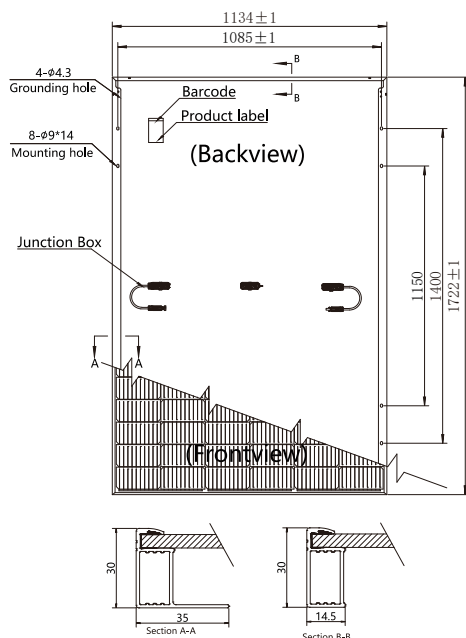 1134±1
1085±1
B
B
4-φ4.3
Grounding hole
Barcode
Product label
8-φ9*14
Mounting hole
(Backview)
Junction Box
1150
1400
1722±1
A
A
(Frontview)
30
35
Section A-A
30
14.5
Section B-B